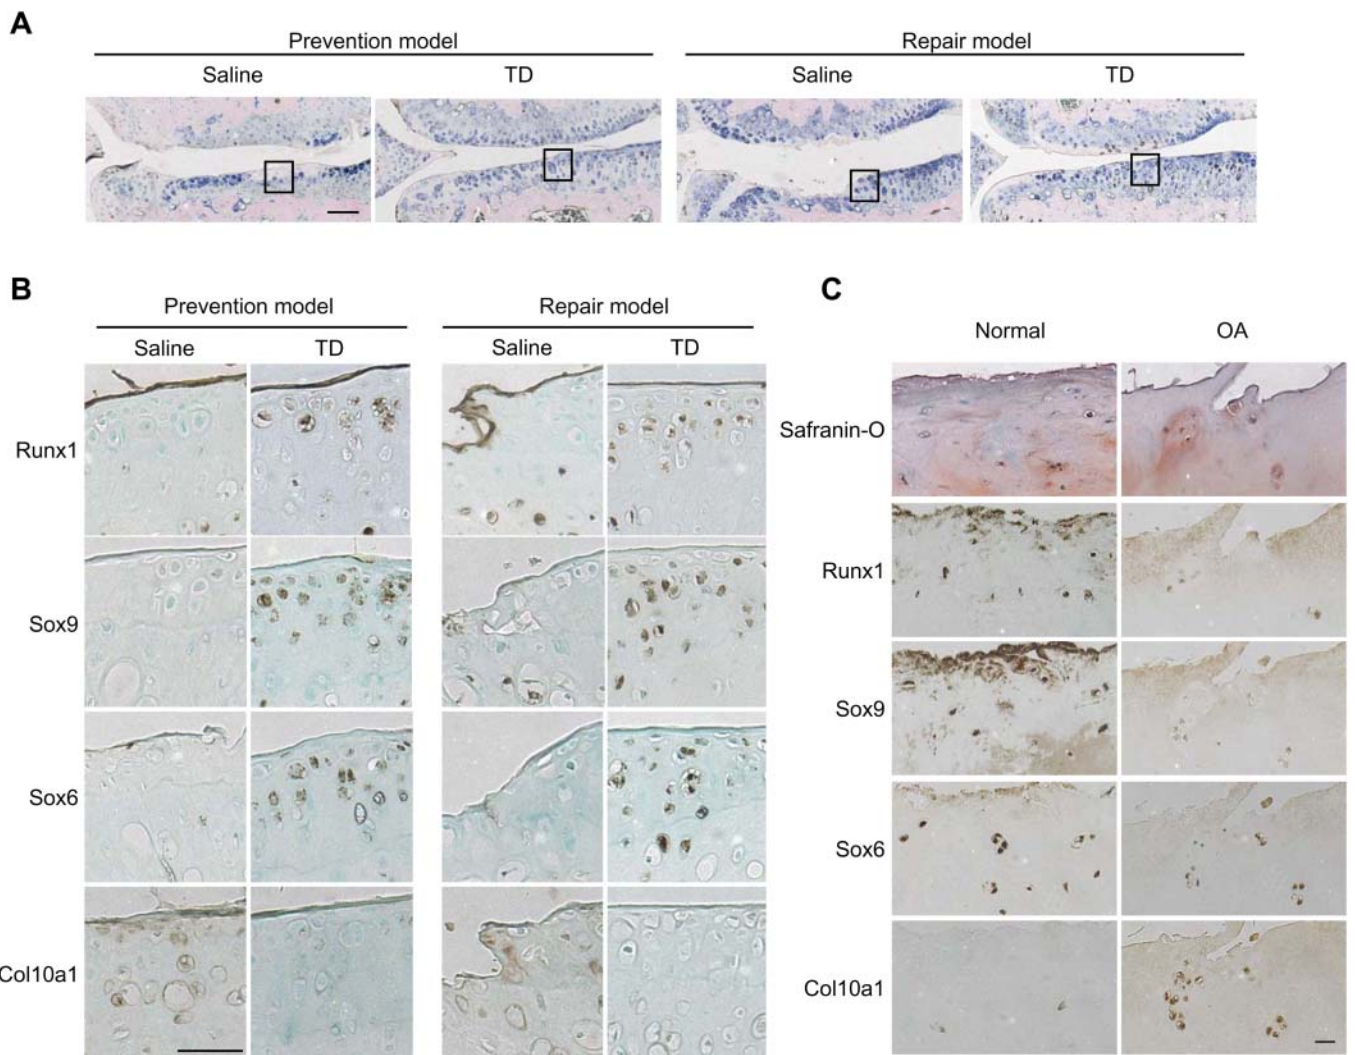 A
Prevention model
Repair model
Saline
TD
Saline
TD
B
Prevention model
Repair model
Saline
TD
Saline
TD
Runx1
Sox9
Sox6
Col10a1
C
Normal
OA
Safranin-O
Runx1
Sox9
Sox6
Col10a1